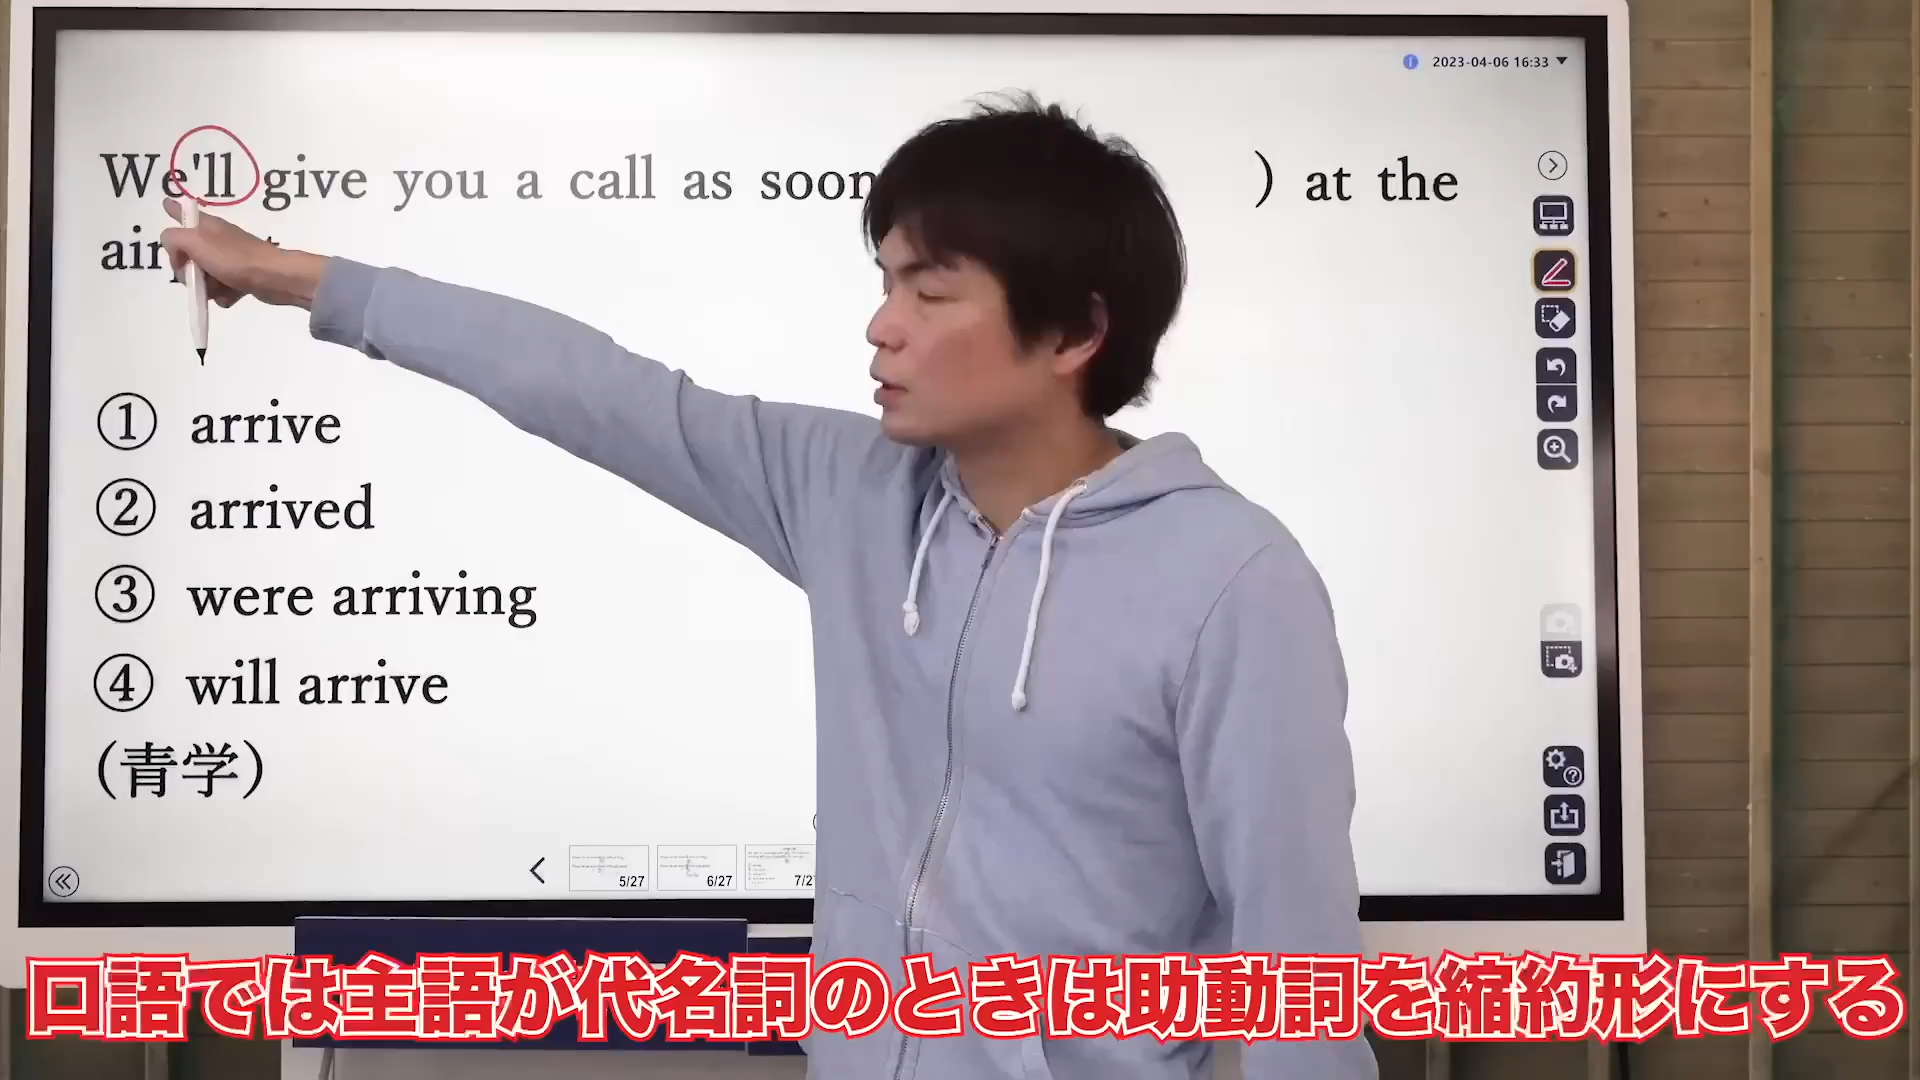 2023-04-06 16:33
We'll give you a call as soon ) at the
① arrive
② arrived
③ were arriving
④ will arrive
(青学)
5/27 6/27
口語では主語が代名詞のときは助動詞を縮約形にする